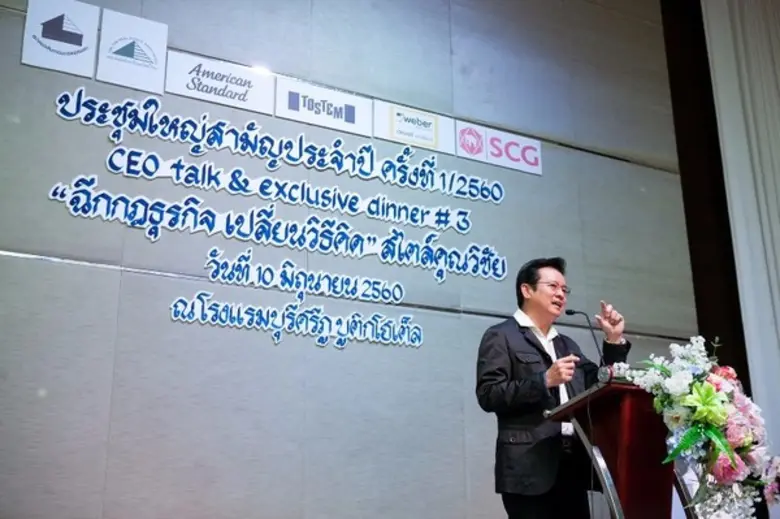 American Standard
TOSTEM
weber
SCG
ประชุมใหญ่สามัญประจำปี ครั้งที่ 1/2560
CEO talk & exclusive dinner # 3
“ฉีกกฎธุรกิจ เปลี่ยนวิธีคิด” สไตล์คุณวิชัย
วันที่ 10 มิถุนายน 2560
ณโรงแรมบุรีศรีภู บูติกโฮเต็ล